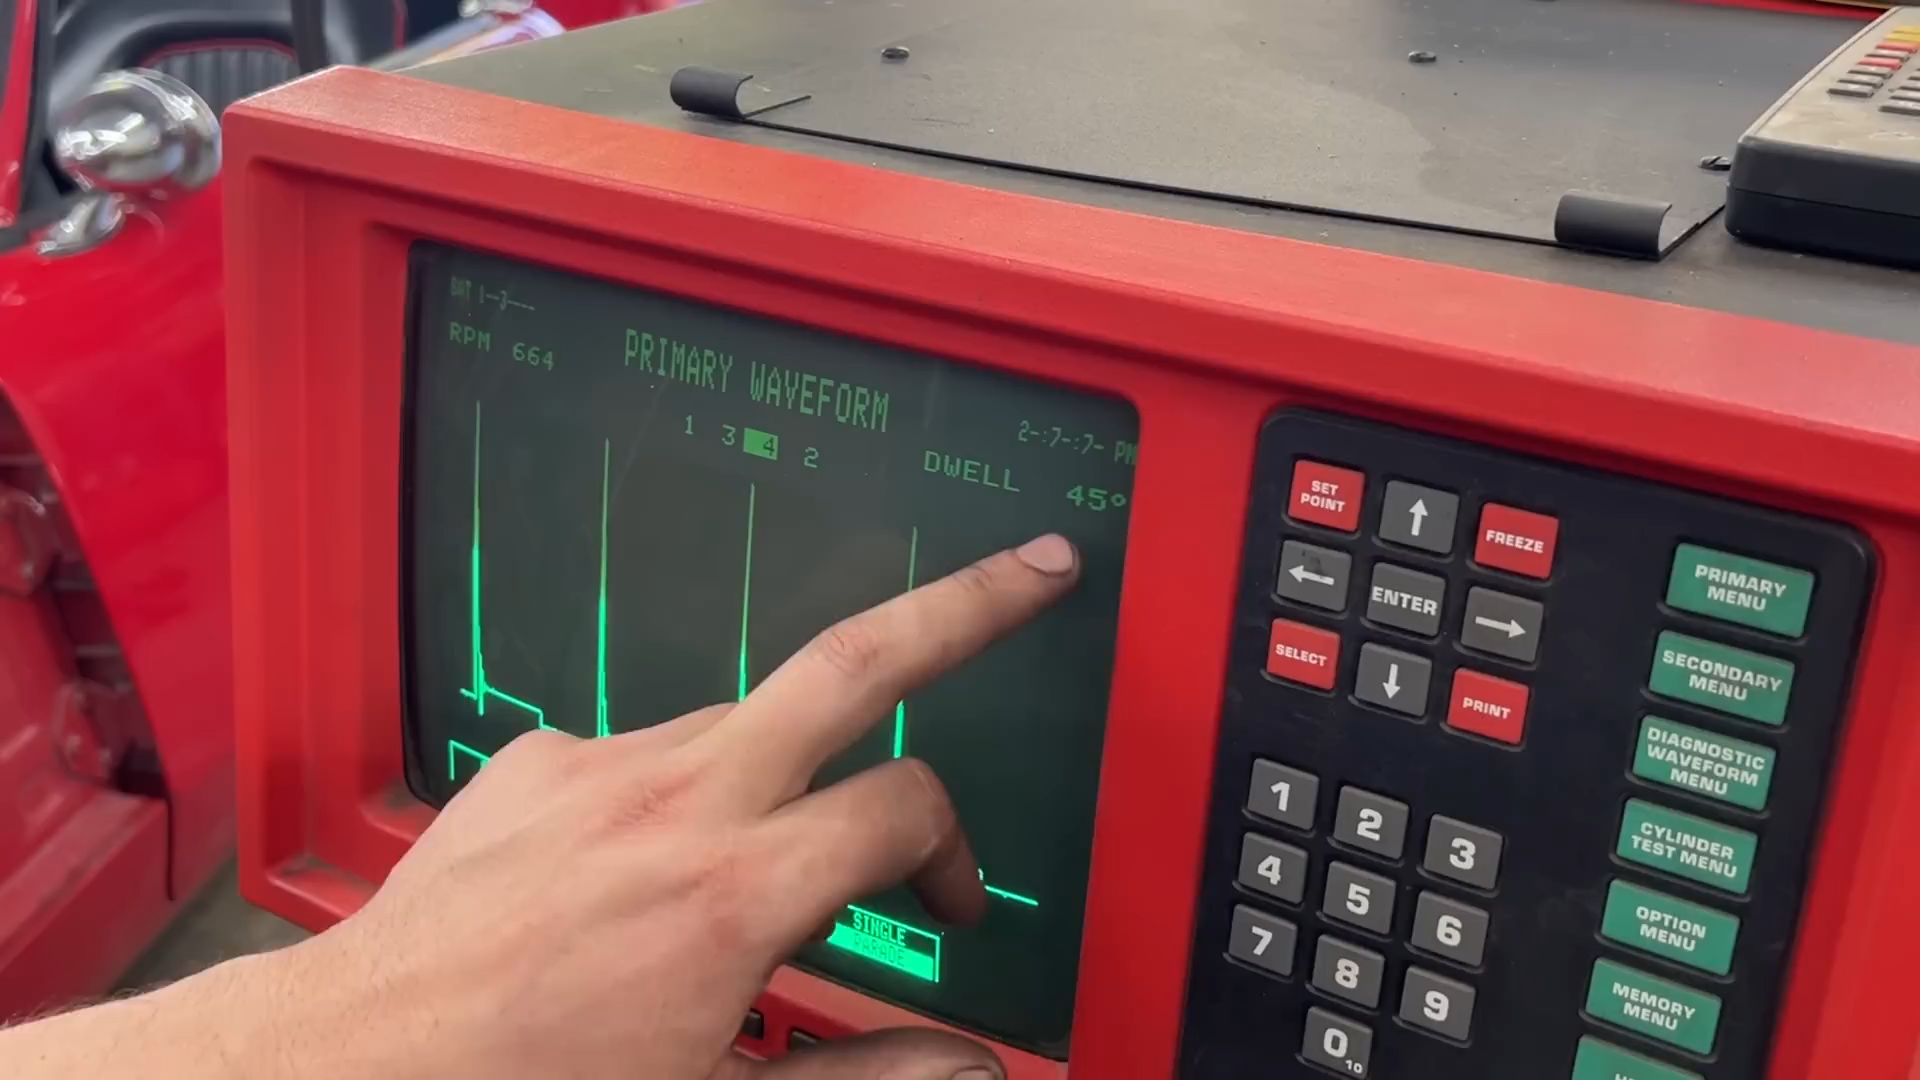 RPM 664
PRIMARY WAVEFORM
1 3 4 2
DWELL 45°
SINGLE
PARADE
SET POINT
↑
FREEZE
←
ENTER
→
SELECT
↓
PRINT
1 2 3
4 5 6
7 8 9
0 10
PRIMARY
MENU
SECONDARY
MENU
DIAGNOSTIC
WAVEFORM
MENU
CYLINDER
TEST MENU
OPTION
MENU
MEMORY
MENU